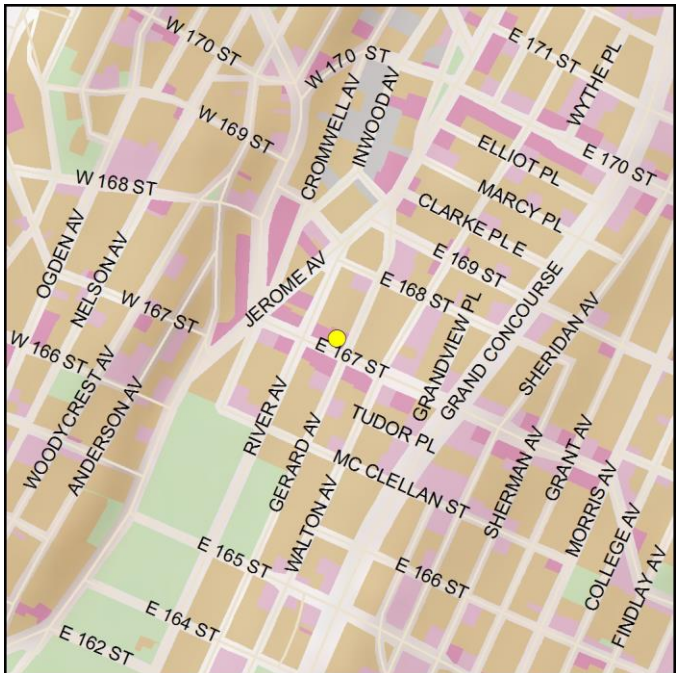 W 170 ST
W 170 ST
E 171 ST
WYTHE PL
CROMWELL AV
INWOOD AV
W 169 ST
ELLIOT PL
E 170 ST
W 168 ST
MARCY PL
CLARKE PL E
E 169 ST
OGDEN AV
NELSON AV
JEROME AV
E 168 ST
GRANDVIEW PL
GRAND CONCOURSE
SHERIDAN AV
W 167 ST
E 167 ST
W 166 ST
WOODYCREST AV
ANDERSON AV
RIVER AV
GERARD AV
TUDOR PL
WALTON AV
MC CLELLAN ST
SHERMAN AV
GRANT AV
MORRIS AV
COLLEGE AV
FINDLAY AV
E 165 ST
E 166 ST
E 164 ST
E 162 ST